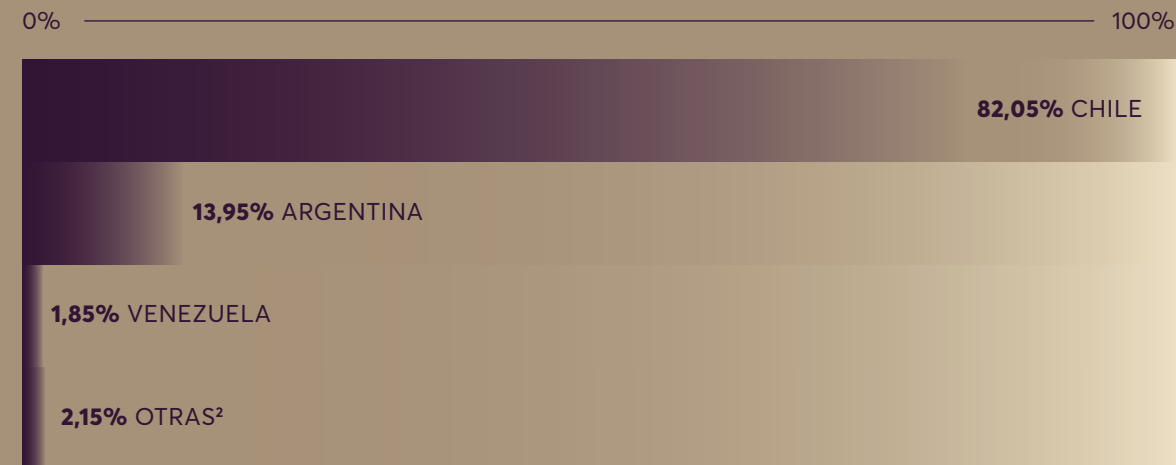 0% 100%
82,05% CHILE
13,95% ARGENTINA
1,85% VENEZUELA
2,15% OTRAS²